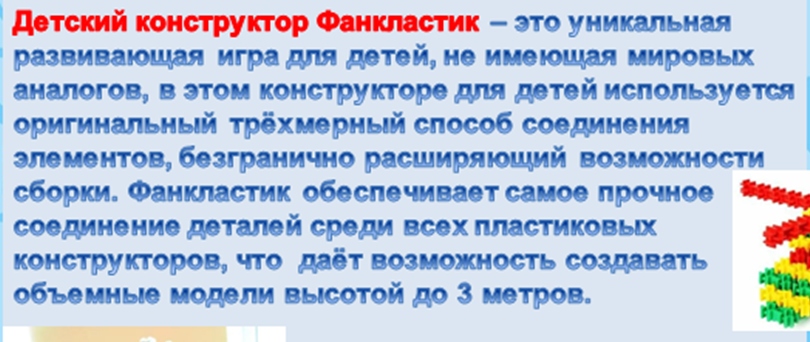 Детский конструктор Фанкластик – это уникальная
развивающая игра для детей, не имеющая мировых
аналогов, в этом конструкторе для детей используется
оригинальный трёхмерный способ соединения
элементов, безгранично расширяющий возможности
сборки. Фанкластик обеспечивает самое прочное
соединение деталей среди всех пластиковых
конструкторов, что даёт возможность создавать
объемные модели высотой до 3 метров.